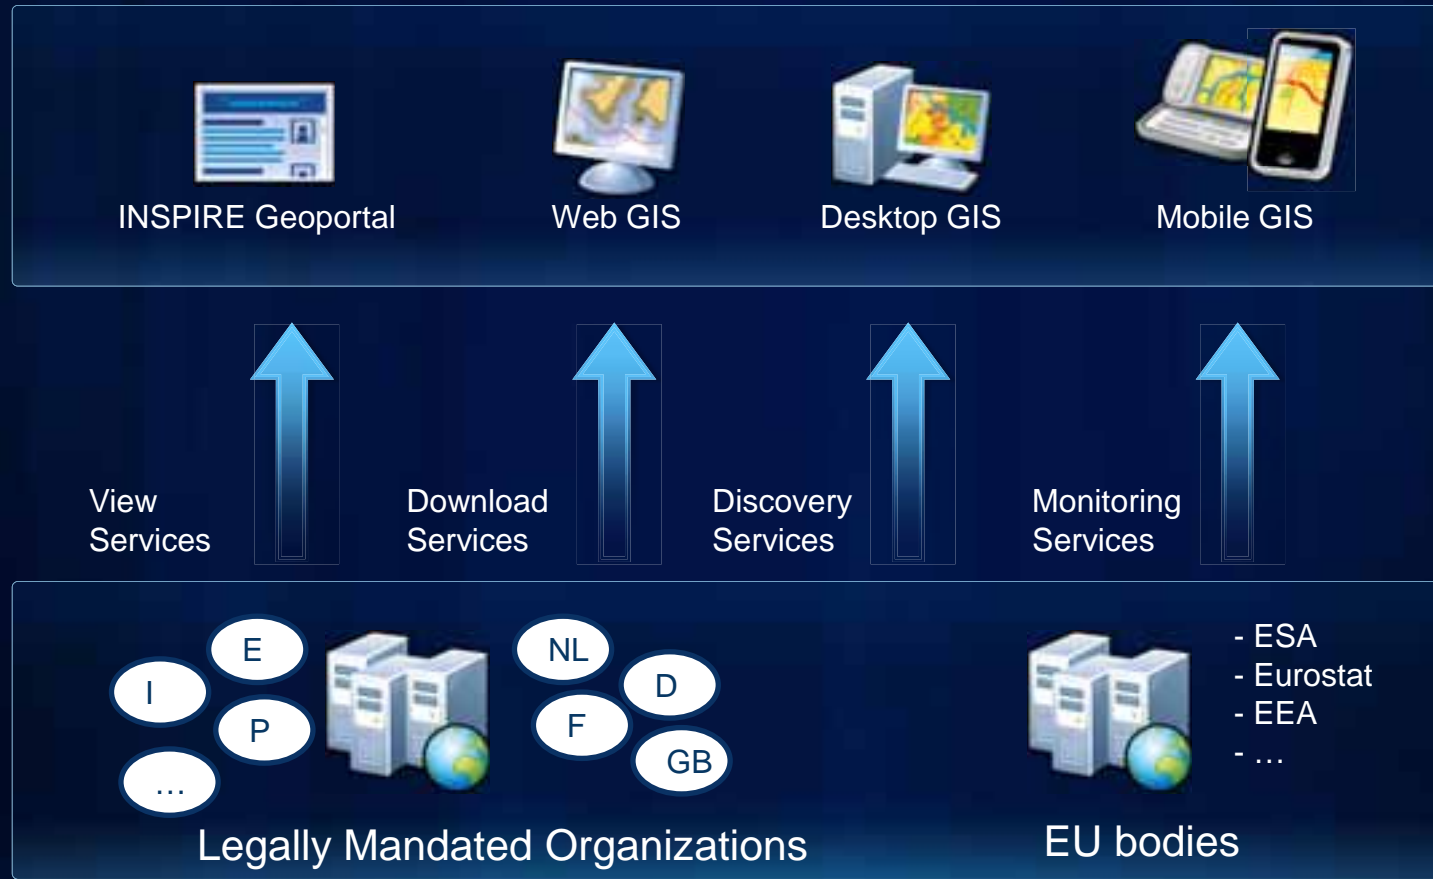 INSPIRE Geoportal
Web GIS
Desktop GIS
Mobile GIS
View
Services
Download
Services
Discovery
Services
Monitoring
Services
E
I
P
…
NL
D
F
GB
- ESA
- Eurostat
- EEA
- …
Legally Mandated Organizations
EU bodies